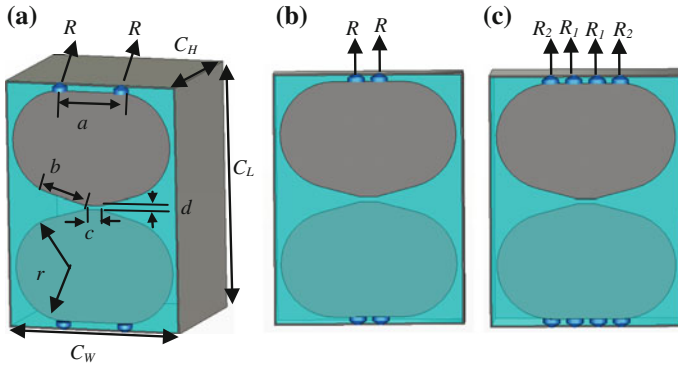 (a) R R C_H
a
b
C_L
d
c
r
C_W
(b) R R
(c) R_2 R_1 R_1 R_2